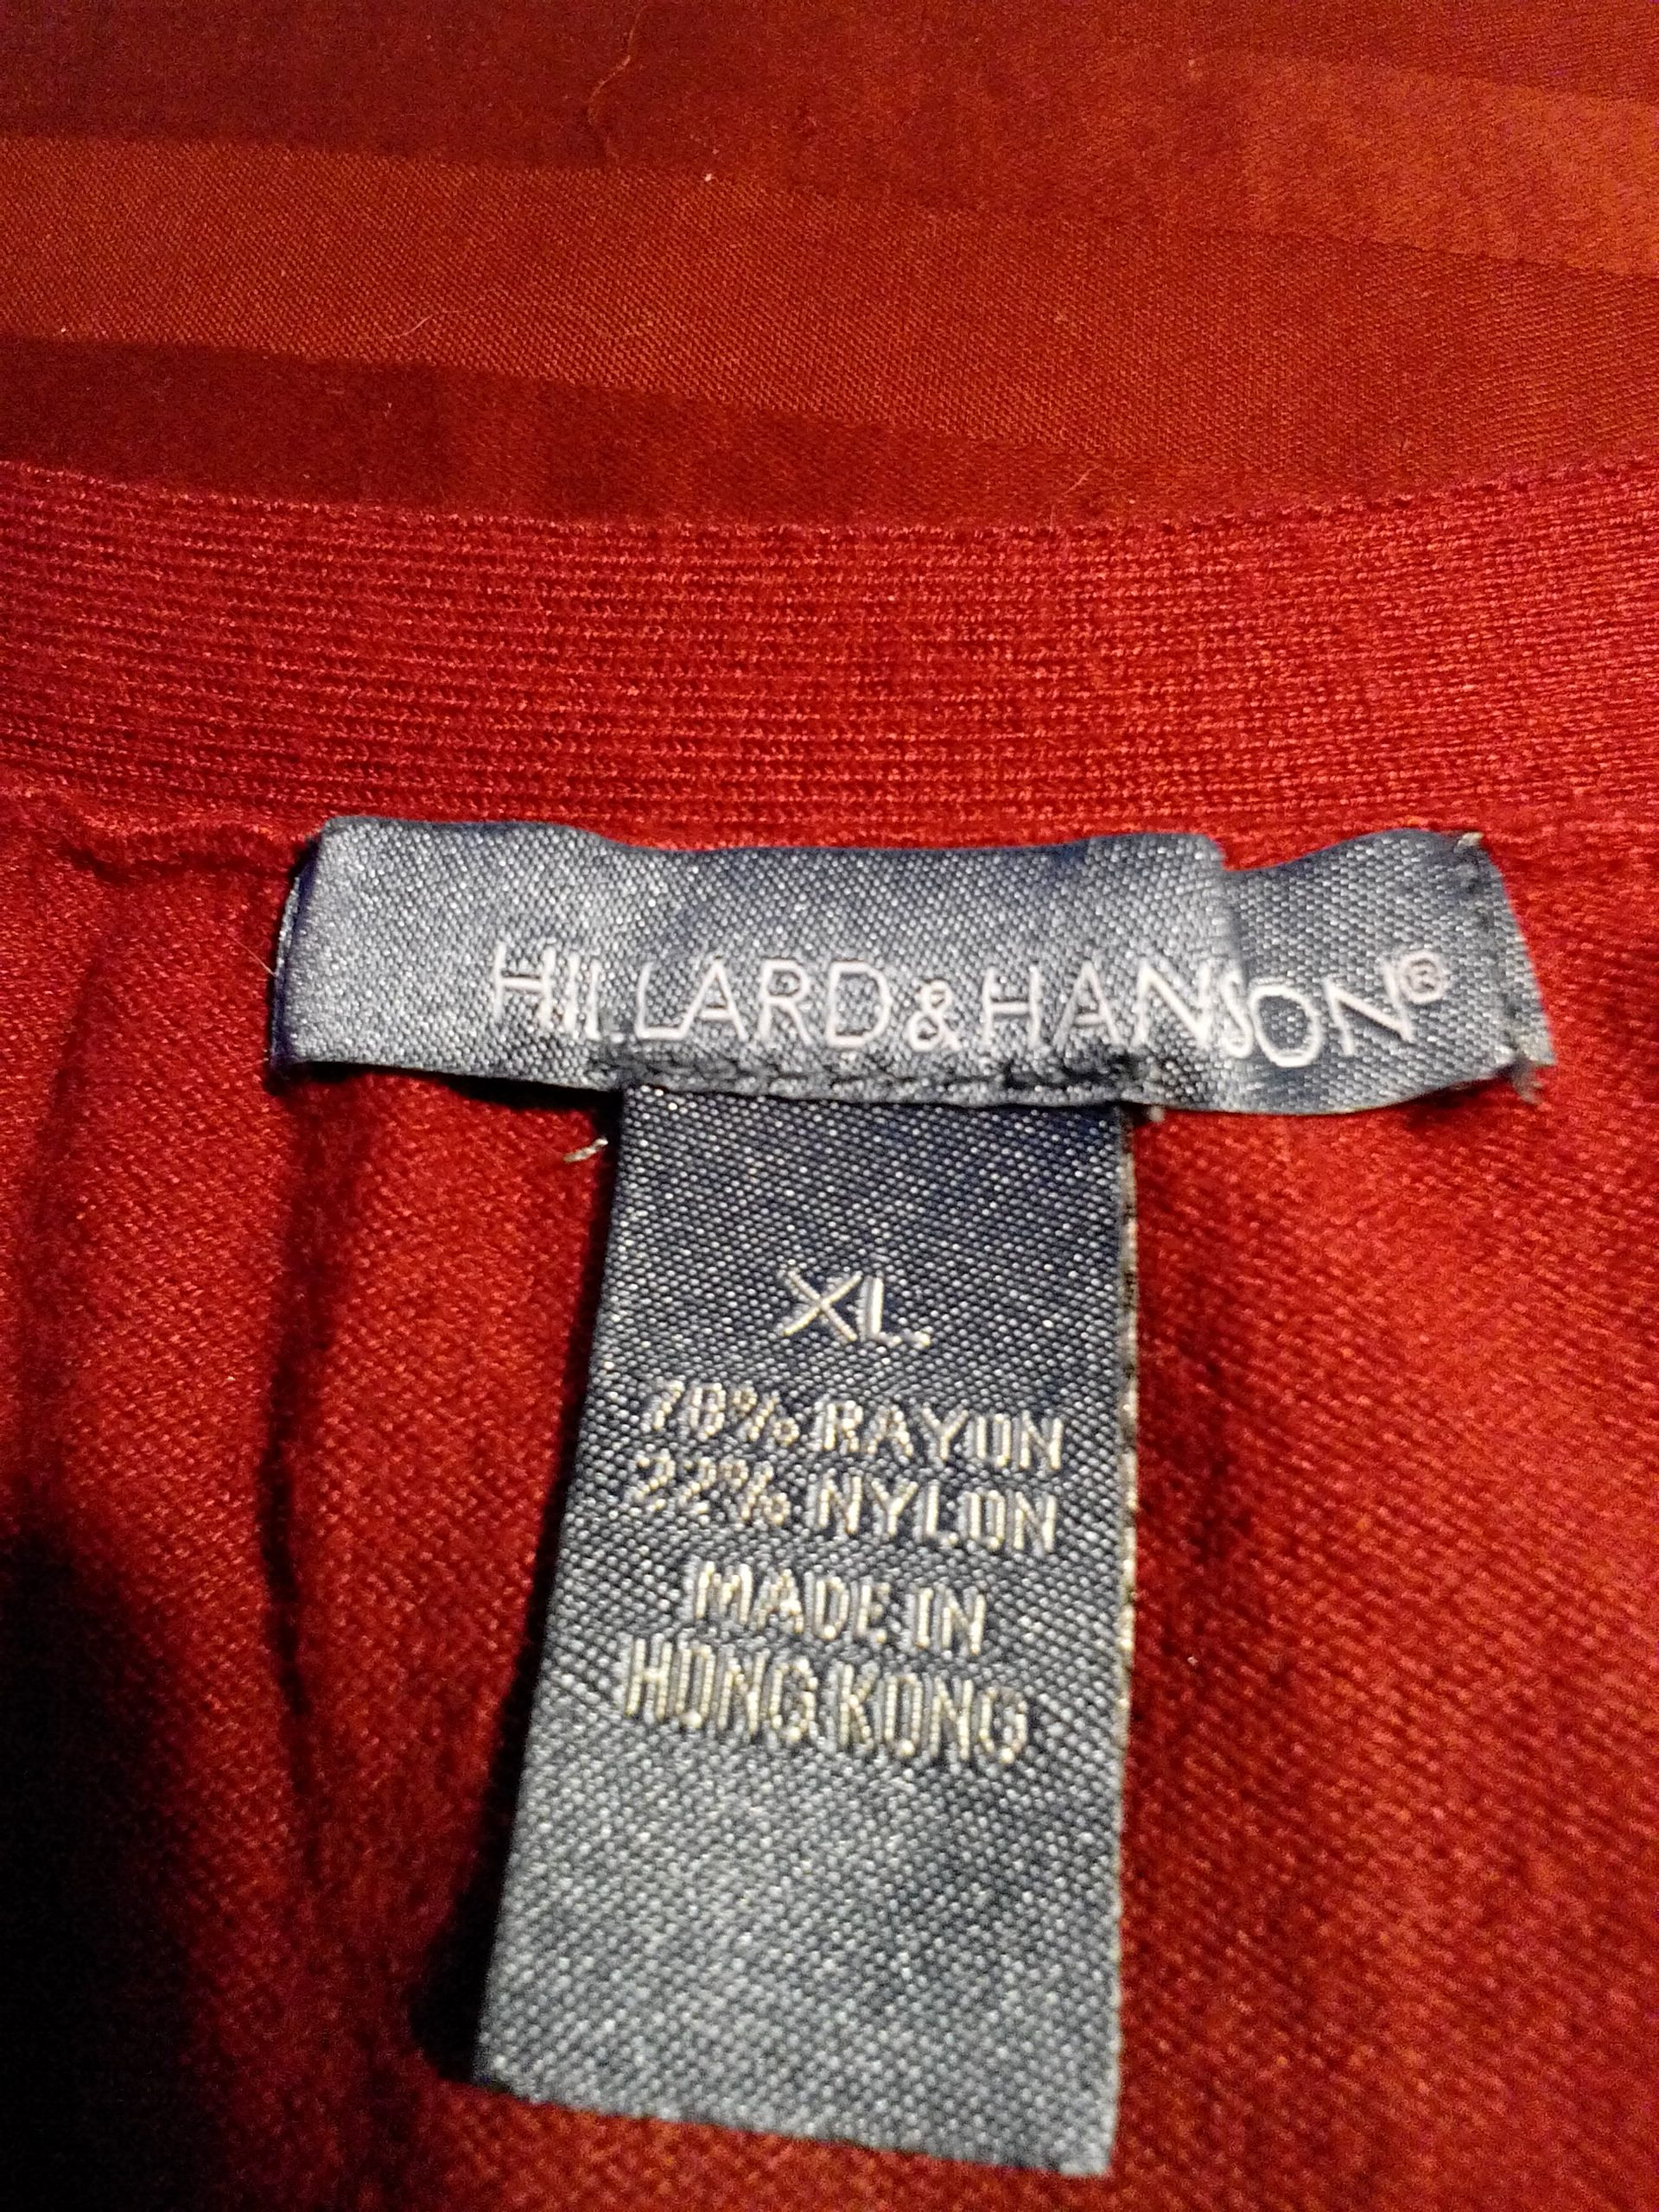 HILLARD & HANSON®
XL
78% RAYON
22% NYLON
MADE IN
HONG KONG